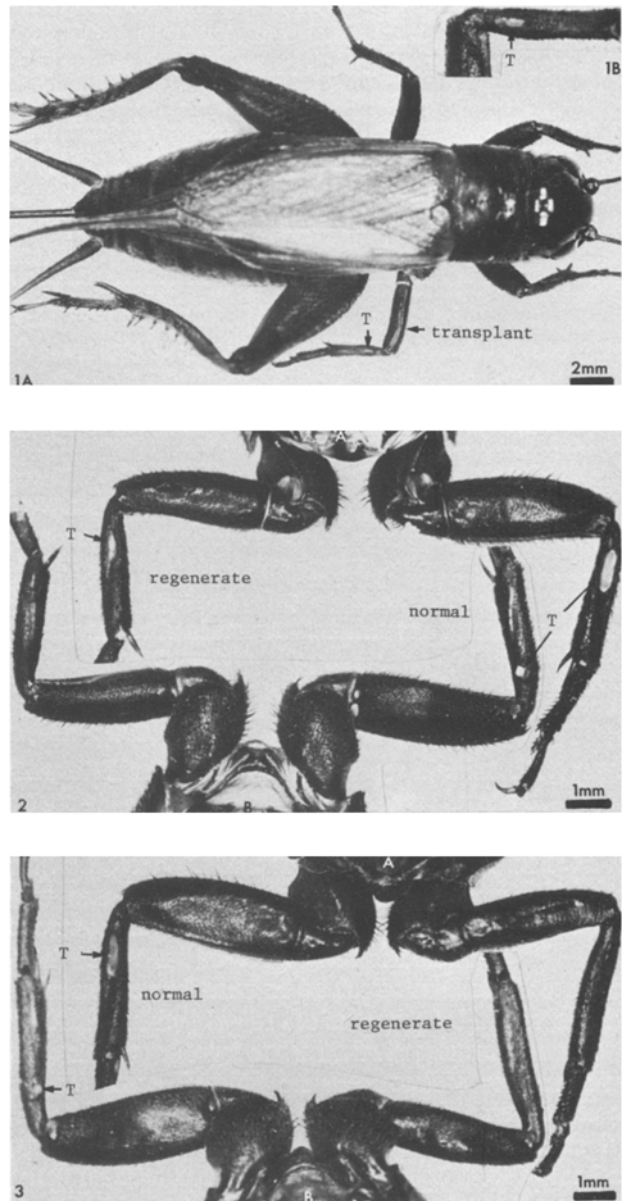 T
1B
T
transplant
1A
2mm
A
T
regenerate
normal
T
B
2
1mm
A
T
normal
regenerate
T
B
3
1mm